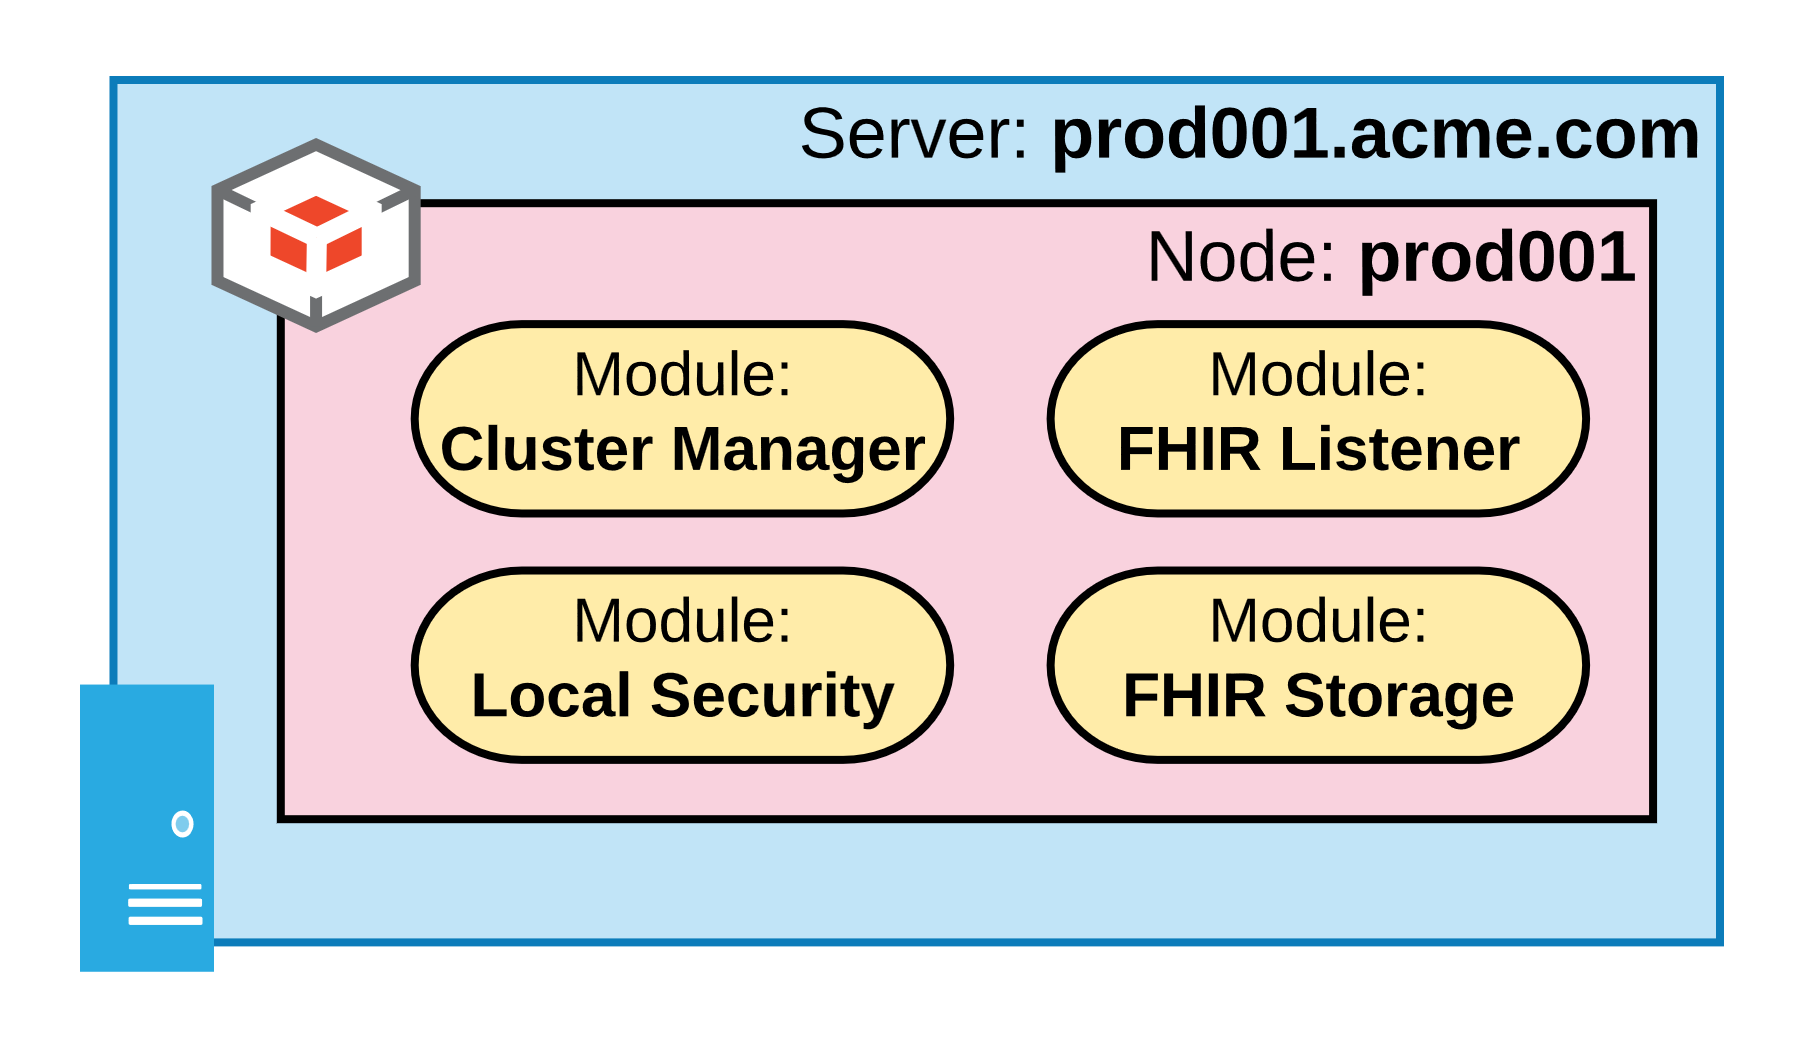 Server: prod001.acme.com
Node: prod001
Module:
Cluster Manager
Module:
FHIR Listener
Module:
Local Security
Module:
FHIR Storage